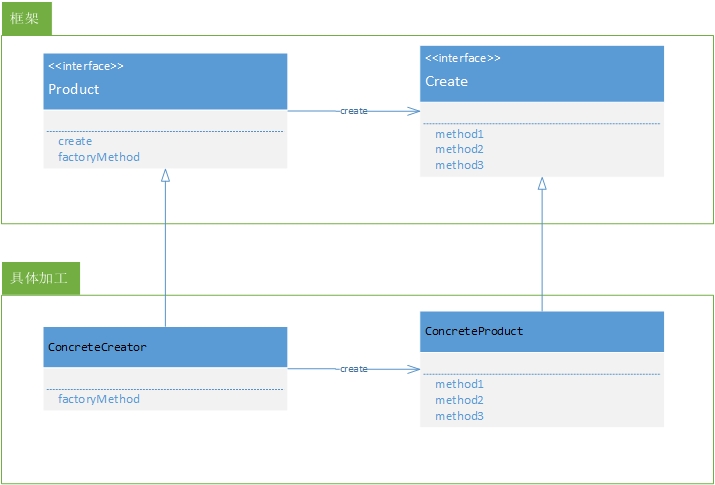 框架
<<interface>>
Product
create
factoryMethod
create
<<interface>>
Create
method1
method2
method3
具体加工
ConcreteCreator
factoryMethod
create
ConcreteProduct
method1
method2
method3